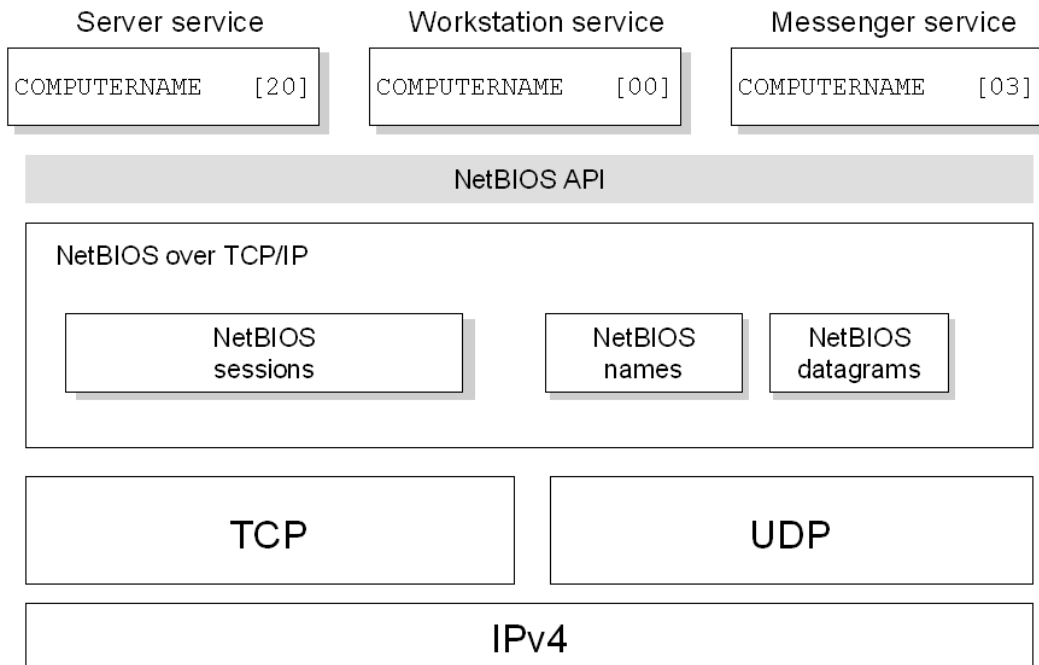 Server service
Workstation service
Messenger service
COMPUTERNAME [20]
COMPUTERNAME [00]
COMPUTERNAME [03]
NetBIOS API
NetBIOS over TCP/IP
NetBIOS
sessions
NetBIOS
names
NetBIOS
datagrams
TCP
UDP
IPv4